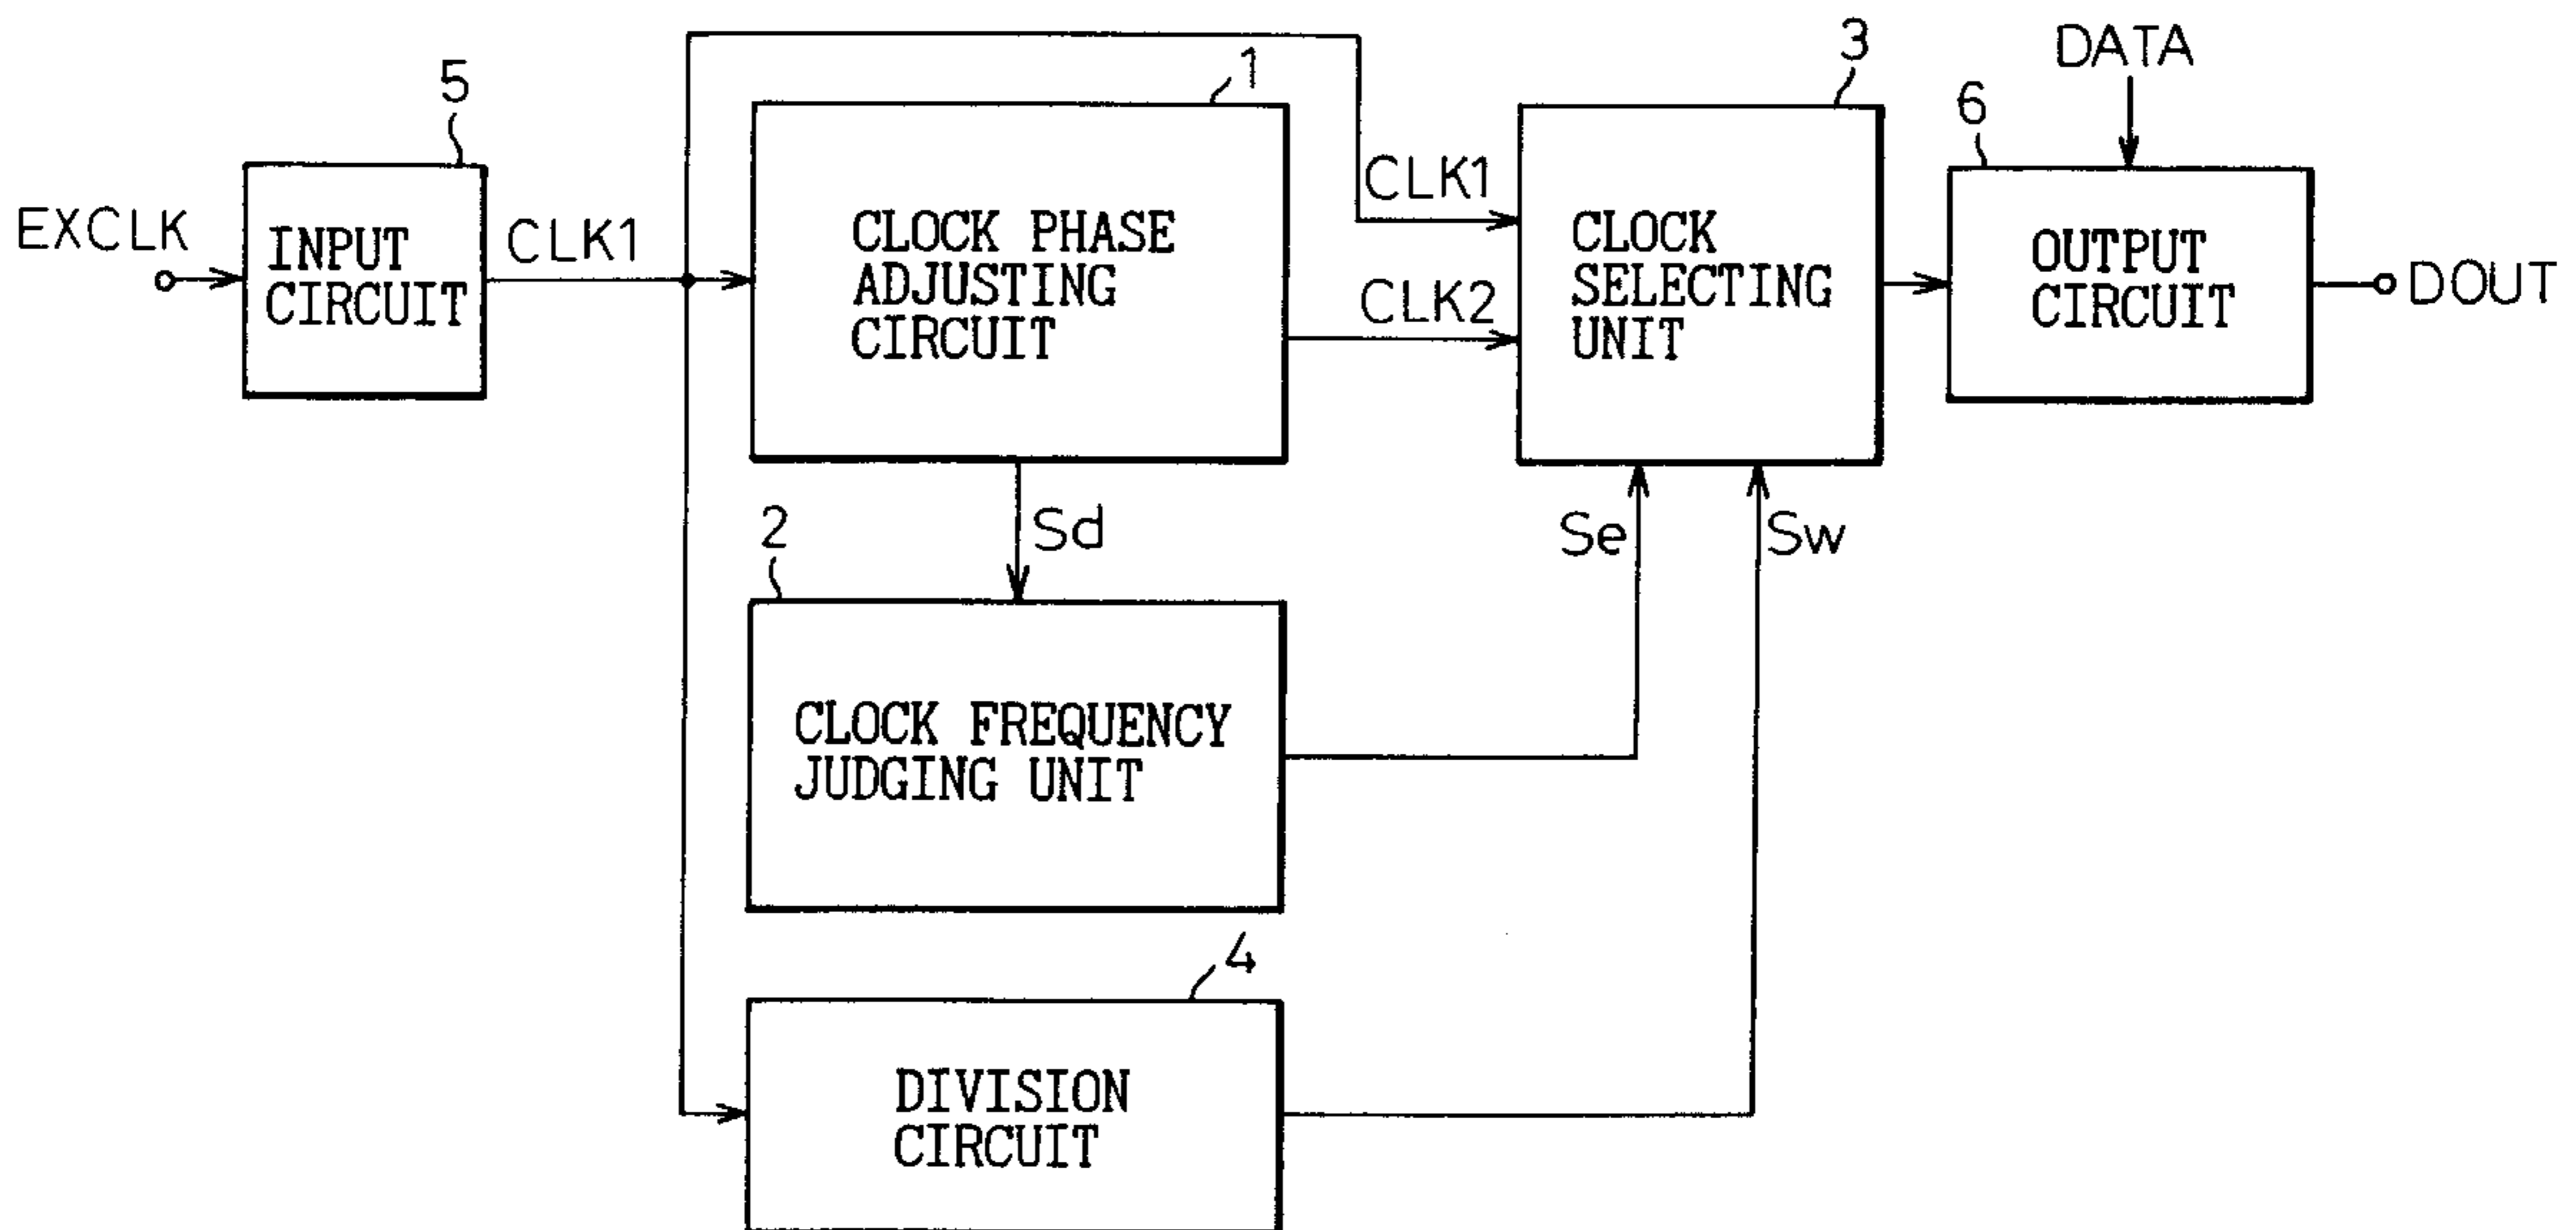 EXCLK
5
INPUT
CIRCUIT
CLK1
1
CLOCK PHASE
ADJUSTING
CIRCUIT
CLK1
CLK2
3
CLOCK
SELECTING
UNIT
DATA
6
OUTPUT
CIRCUIT
DOUT
Sd
Se
Sw
2
CLOCK FREQUENCY
JUDGING UNIT
4
DIVISION
CIRCUIT